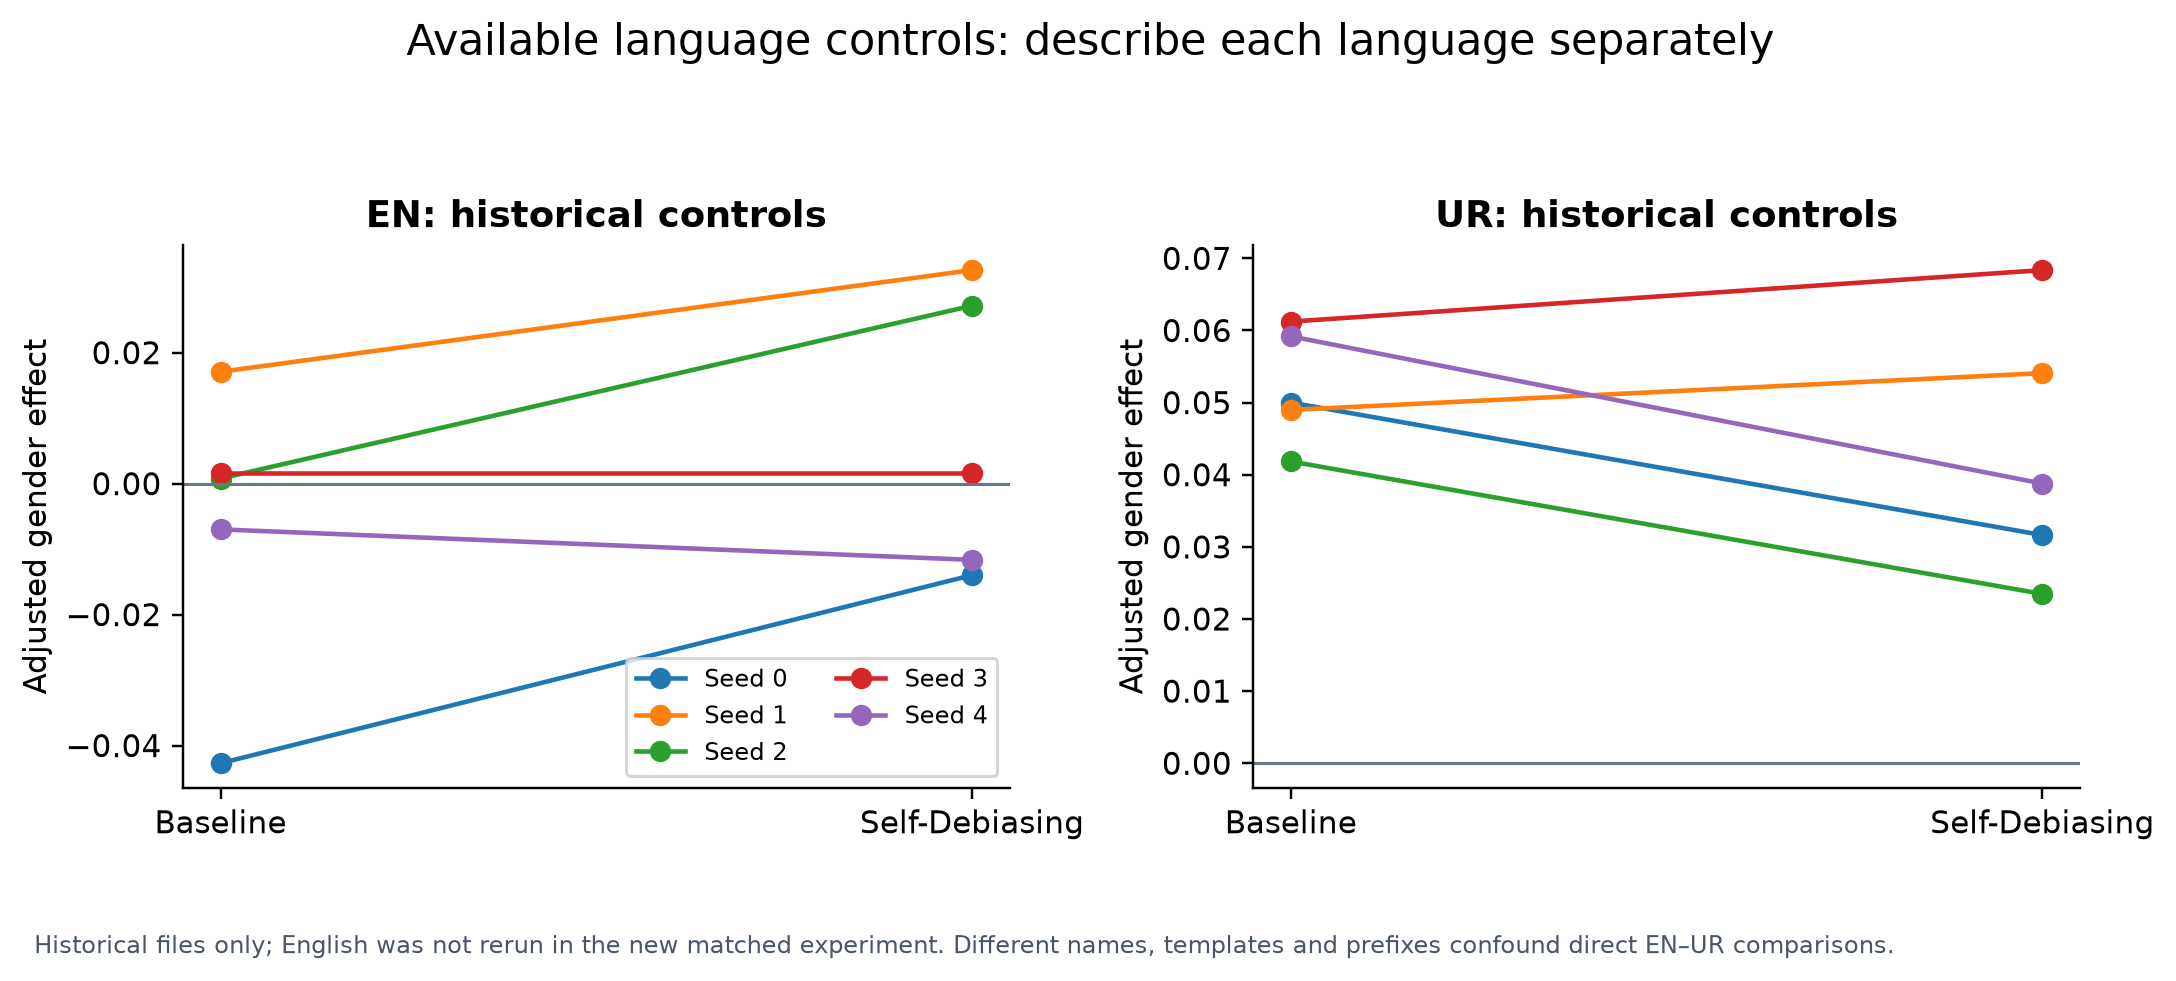 Available language controls: describe each language separately
EN: historical controls
Adjusted gender effect
0.02
0.00
−0.02
−0.04
Seed 0
Seed 1
Seed 2
Seed 3
Seed 4
Baseline
Self-Debiasing
UR: historical controls
Adjusted gender effect
0.07
0.06
0.05
0.04
0.03
0.02
0.01
0.00
Baseline
Self-Debiasing
Historical files only; English was not rerun in the new matched experiment. Different names, templates and prefixes confound direct EN–UR comparisons.